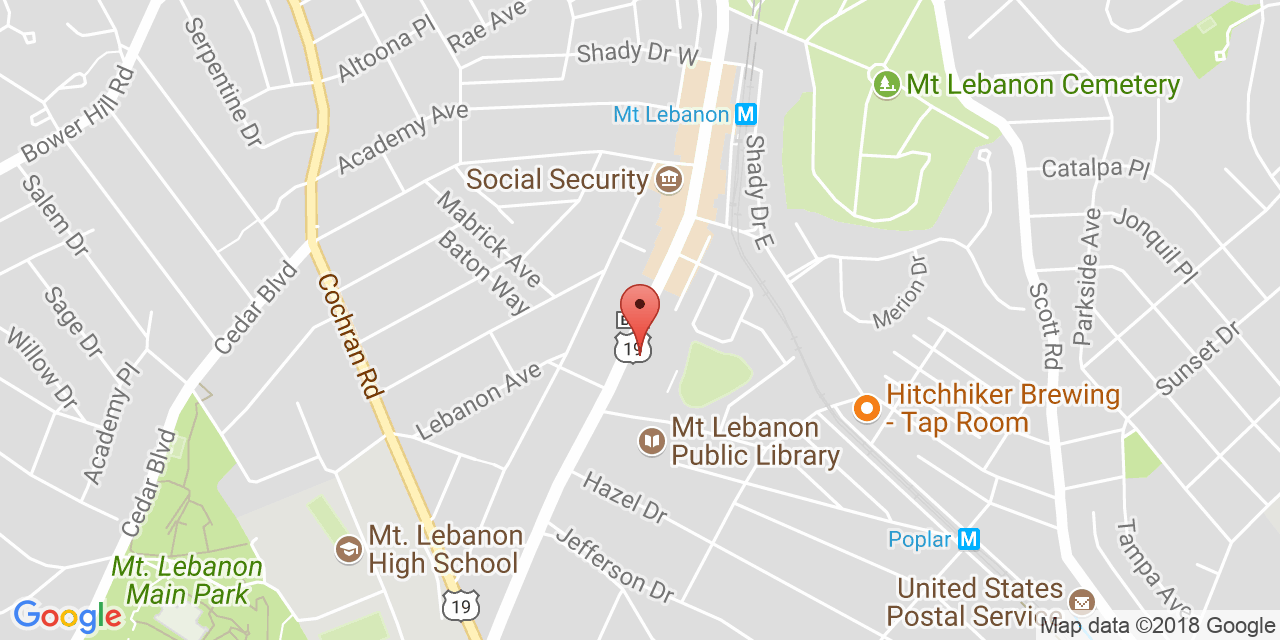 Rae Ave
Altoona Pl
Serpentine Dr
Shady Dr W
Bower Hill Rd
Mt Lebanon Cemetery
Academy Ave
Mt Lebanon M
Shady Dr E
Catalpa Pl
Social Security
Salem Dr
Mabrick Ave
Baton Way
Jonquil Pl
Parkside Ave
Cedar Blvd
Cochran Rd
Merion Dr
Scott Rd
Sage Dr
Willow Dr
Academy Pl
19
Sunset Dr
Lebanon Ave
Hitchhiker Brewing
- Tap Room
Mt Lebanon
Public Library
Cedar Blvd
Hazel Dr
Jefferson Dr
Mt. Lebanon
High School
Poplar M
Tampa Ave
Mt. Lebanon
Main Park
19
United States
Postal Service
Google
Map data ©2018 Google